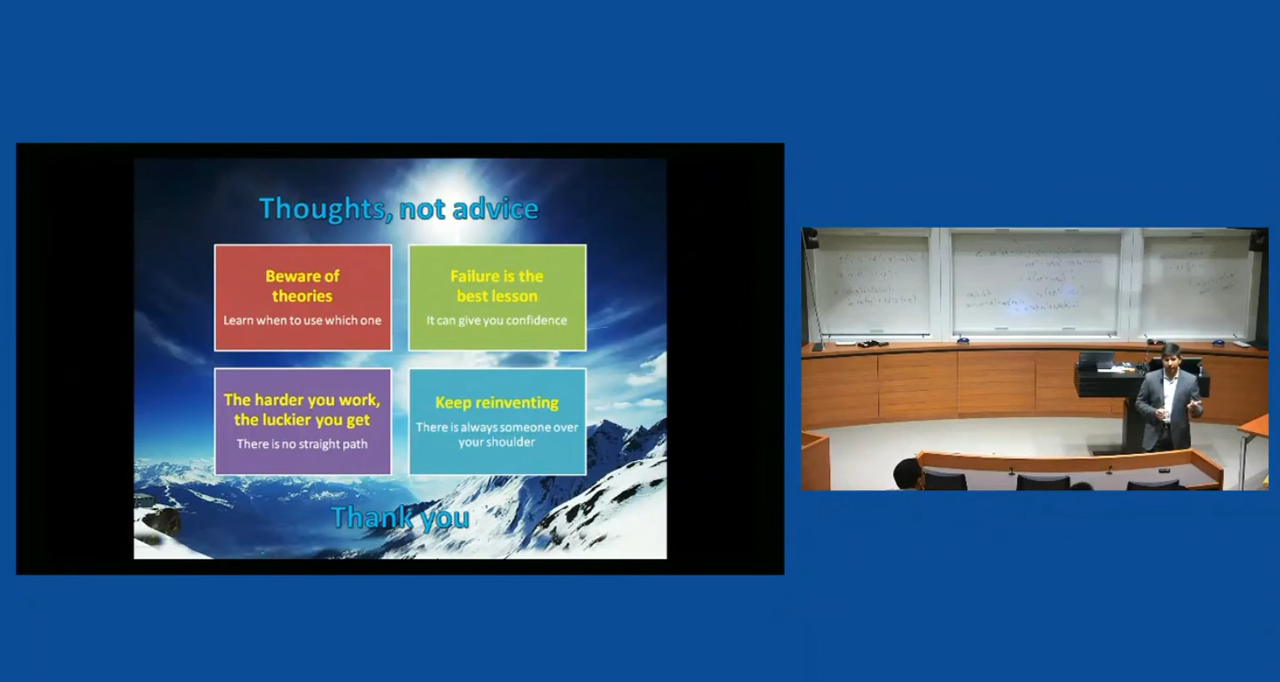 Thoughts, not advice
Beware of
theories
Learn when to use which one
Failure is the
best lesson
It can give you confidence
The harder you work,
the luckier you get
There is no straight path
Keep reinventing
There is always someone over
your shoulder
Thank you